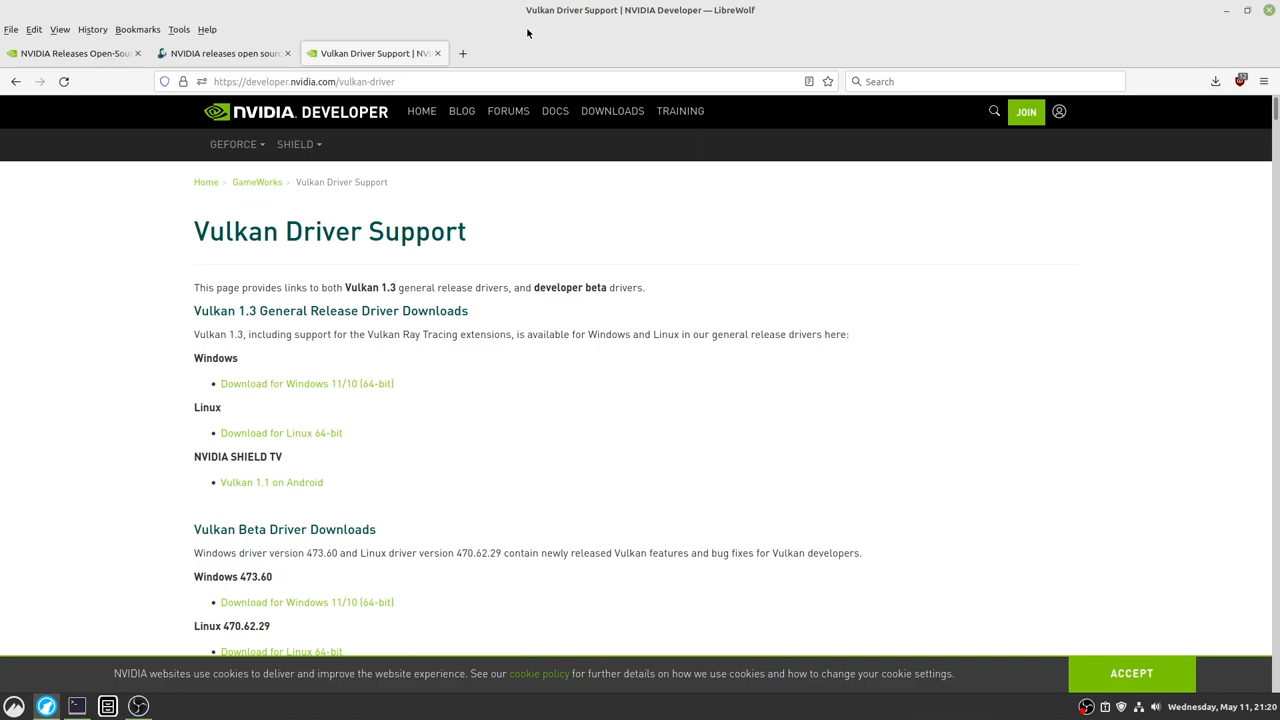 Vulkan Driver Support | NVIDIA Developer — LibreWolf
File Edit View History Bookmarks Tools Help
NVIDIA Releases Open-Sou
NVIDIA releases open sourc
Vulkan Driver Support | NVI
https://developer.nvidia.com/vulkan-driver
Search
12
NVIDIA. DEVELOPER HOME BLOG FORUMS DOCS DOWNLOADS TRAINING JOIN
GEFORCE SHIELD
Home > GameWorks > Vulkan Driver Support
Vulkan Driver Support
This page provides links to both Vulkan 1.3 general release drivers, and developer beta drivers.
Vulkan 1.3 General Release Driver Downloads
Vulkan 1.3, including support for the Vulkan Ray Tracing extensions, is available for Windows and Linux in our general release drivers here:
Windows
• Download for Windows 11/10 (64-bit)
Linux
• Download for Linux 64-bit
NVIDIA SHIELD TV
• Vulkan 1.1 on Android
Vulkan Beta Driver Downloads
Windows driver version 473.60 and Linux driver version 470.62.29 contain newly released Vulkan features and bug fixes for Vulkan developers.
Windows 473.60
• Download for Windows 11/10 (64-bit)
Linux 470.62.29
• Download for Linux 64-bit
NVIDIA websites use cookies to deliver and improve the website experience. See our cookie policy for further details on how we use cookies and how to change your cookie settings.
ACCEPT
Wednesday, May 11, 21:20